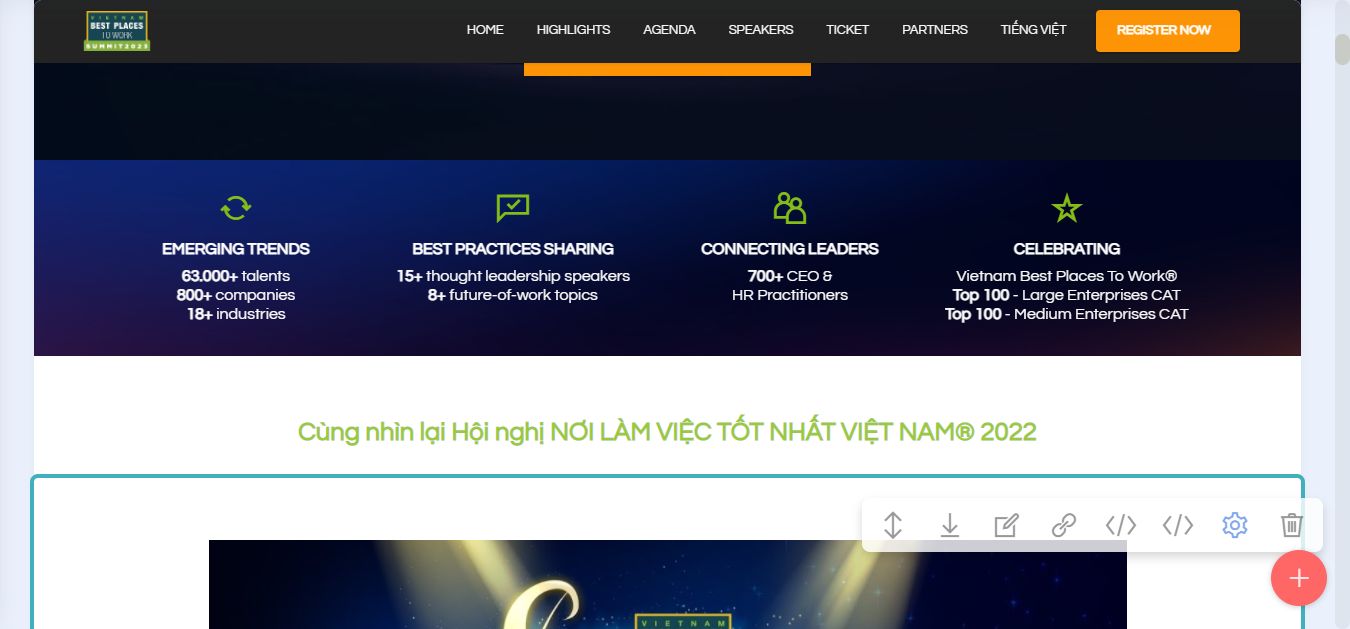 VIETNAM
BEST PLACES
TO WORK
SUMMIT2023
HOME
HIGHLIGHTS
AGENDA
SPEAKERS
TICKET
PARTNERS
TIẾNG VIỆT
REGISTER NOW
EMERGING TRENDS
63.000+ talents
800+ companies
18+ industries
BEST PRACTICES SHARING
15+ thought leadership speakers
8+ future-of-work topics
CONNECTING LEADERS
700+ CEO &
HR Practitioners
CELEBRATING
Vietnam Best Places To Work®
Top 100 - Large Enterprises CAT
Top 100 - Medium Enterprises CAT
Cùng nhìn lại Hội nghị NƠI LÀM VIỆC TỐT NHẤT VIỆT NAM® 2022
VIETNAM